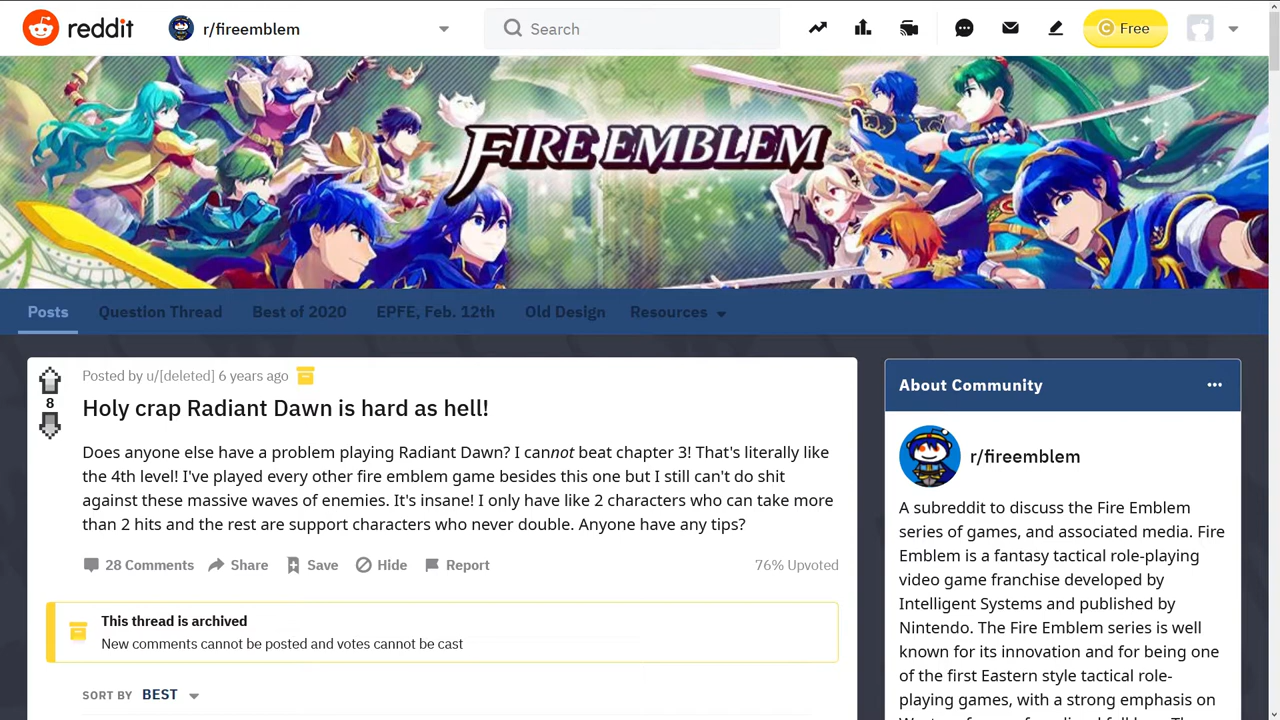 reddit
r/fireemblem
Search
Free
FIRE EMBLEM
Posts
Question Thread
Best of 2020
EPFE, Feb. 12th
Old Design
Resources
8
Posted by u/[deleted] 6 years ago
Holy crap Radiant Dawn is hard as hell!
Does anyone else have a problem playing Radiant Dawn? I cannot beat chapter 3! That's literally like
the 4th level! I've played every other fire emblem game besides this one but I still can't do shit
against these massive waves of enemies. It's insane! I only have like 2 characters who can take more
than 2 hits and the rest are support characters who never double. Anyone have any tips?
28 Comments
Share
Save
Hide
Report
76% Upvoted
This thread is archived
New comments cannot be posted and votes cannot be cast
SORT BY BEST
About Community
r/fireemblem
A subreddit to discuss the Fire Emblem
series of games, and associated media. Fire
Emblem is a fantasy tactical role-playing
video game franchise developed by
Intelligent Systems and published by
Nintendo. The Fire Emblem series is well
known for its innovation and for being one
of the first Eastern style tactical role-
playing games, with a strong emphasis on